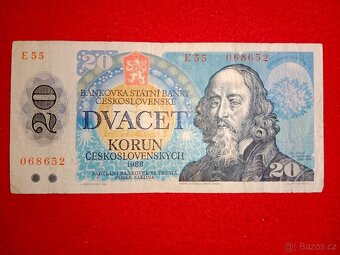 E 55
E 55 068652
20
BANKOVKA STÁTNÍ BANKY
ČESKOSLOVENSKÉ
DVACET
KORUN
ČESKOSLOVENSKÝCH
1988
PADĚLÁNÍ BANKOVEK SE TRESTÁ
PODLE ZÁKONA
20
068652
20
Bazos.cz